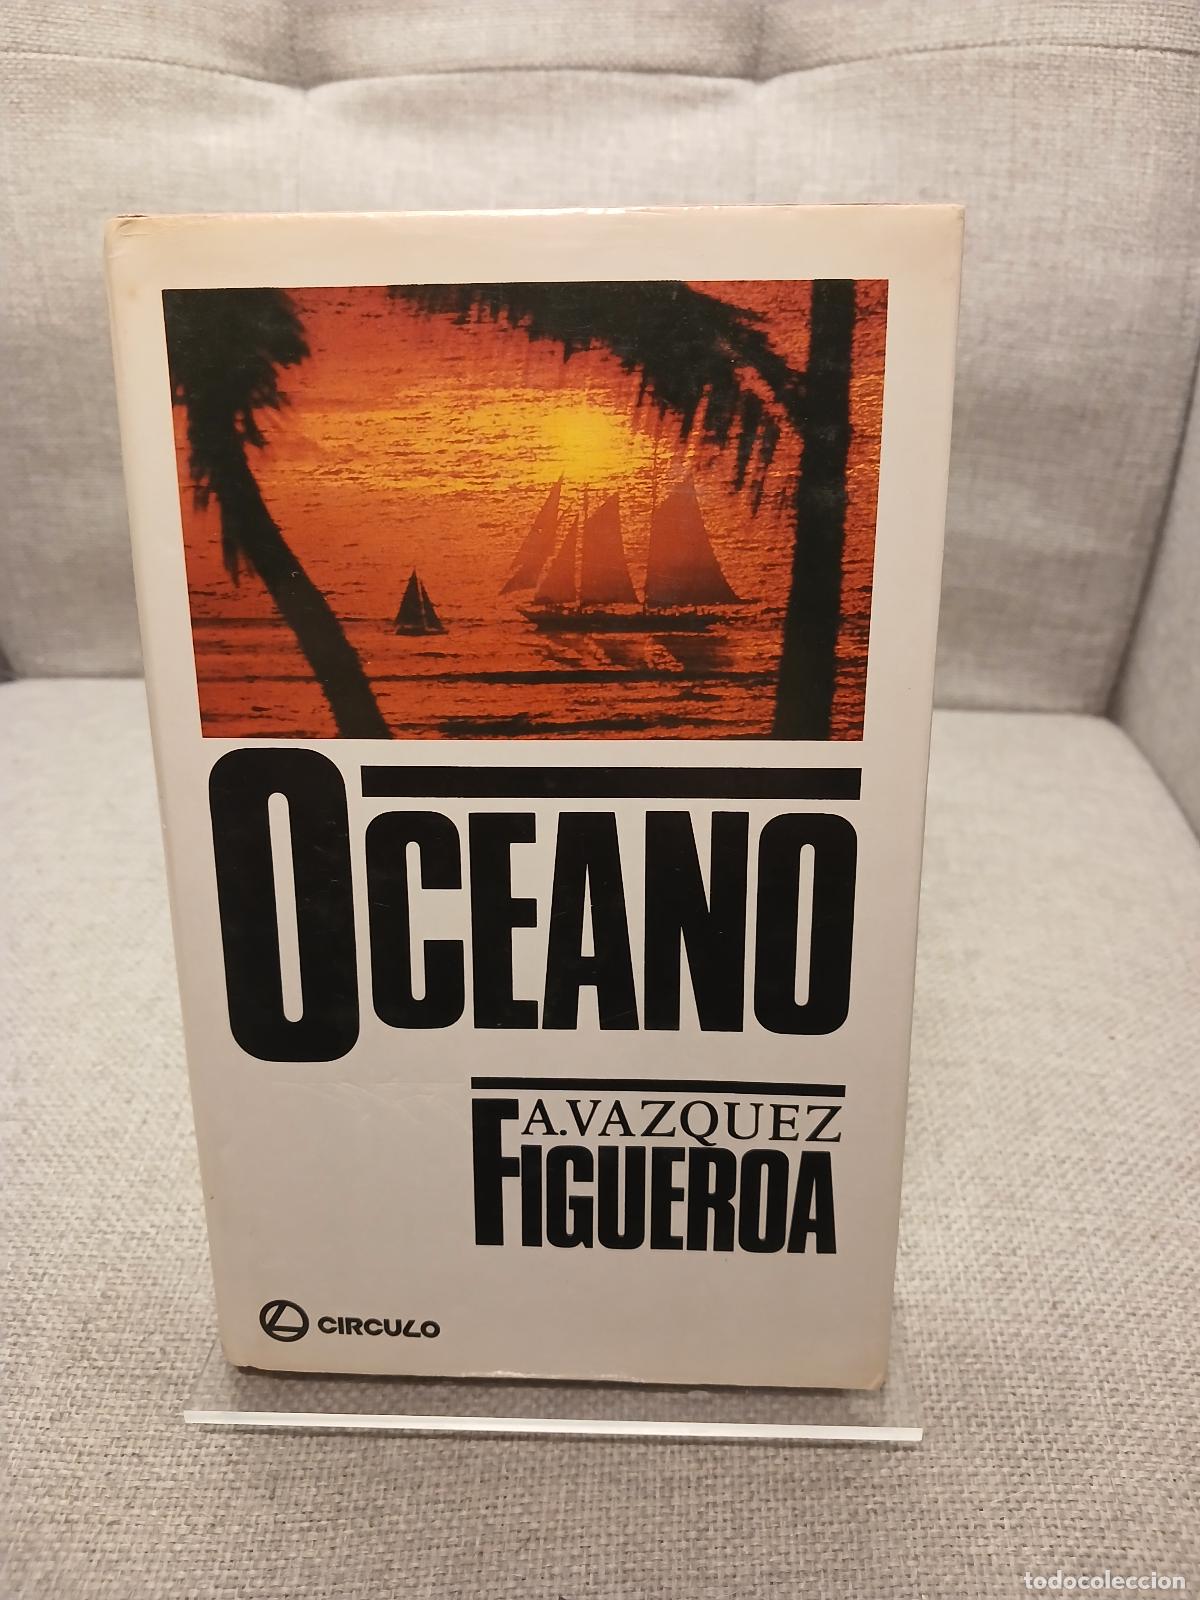 OCEANO
A. VAZQUEZ
FIGUEROA
CIRCULO
todocoleccion